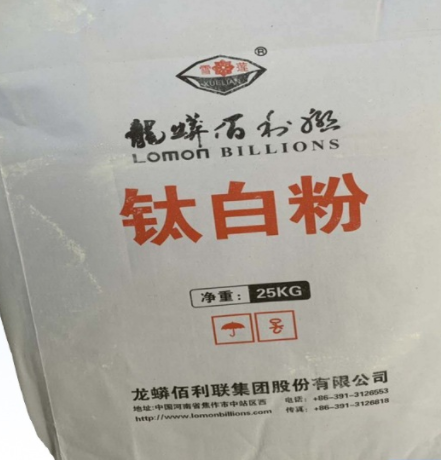 雪 莲
XUELIAN
®
龍蟒佰利聯
LOMON BILLIONS
钛白粉
净重: 25KG
龙蟒佰利联集团股份有限公司
地址:中国河南省焦作市中站区西 电话: +86-391-3126553
http://www.lomonbillions.com 传真: +86-391-3126818